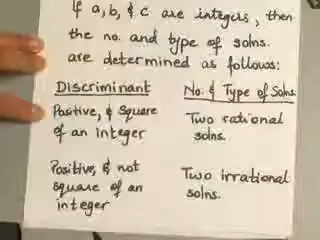 If a, b, & c are integers, then
the no. and type of solns.
are determined as follows:
Discriminant No. & Type of Solns
Positive, & Square Two rational
of an integer solns.
Positive, & not Two irrational
square of an solns.
integer